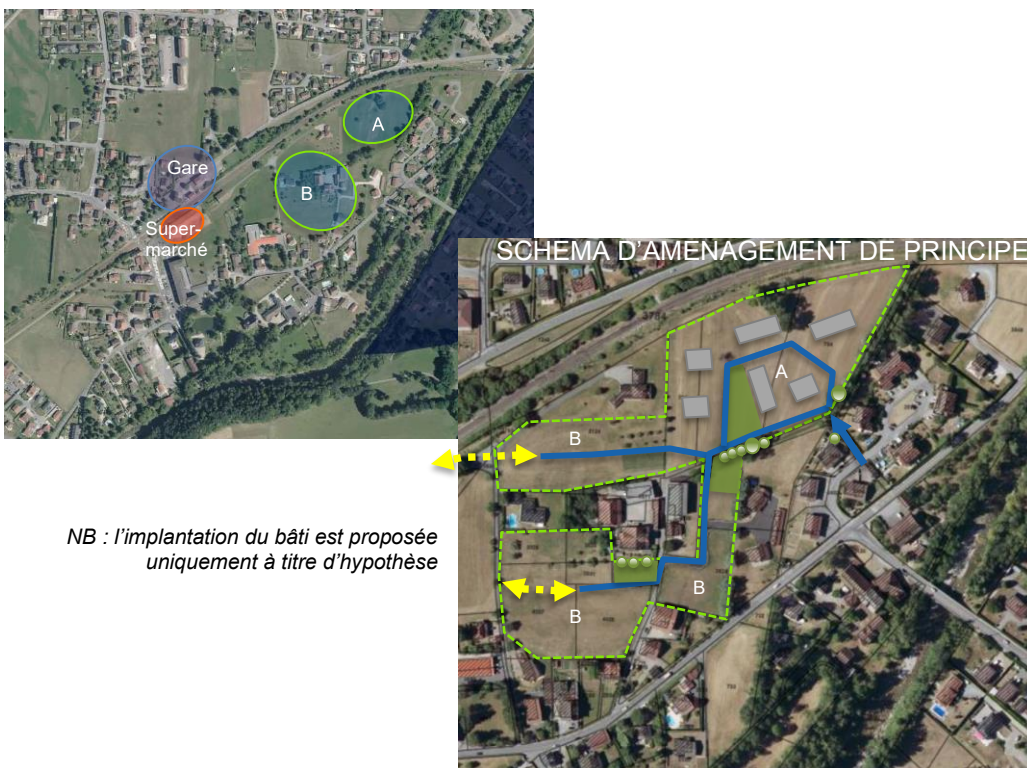 A
Gare
B
Super-
marché
SCHEMA D'AMENAGEMENT DE PRINCIPE
A
B
NB : l'implantation du bâti est proposée
uniquement à titre d'hypothèse
B
B